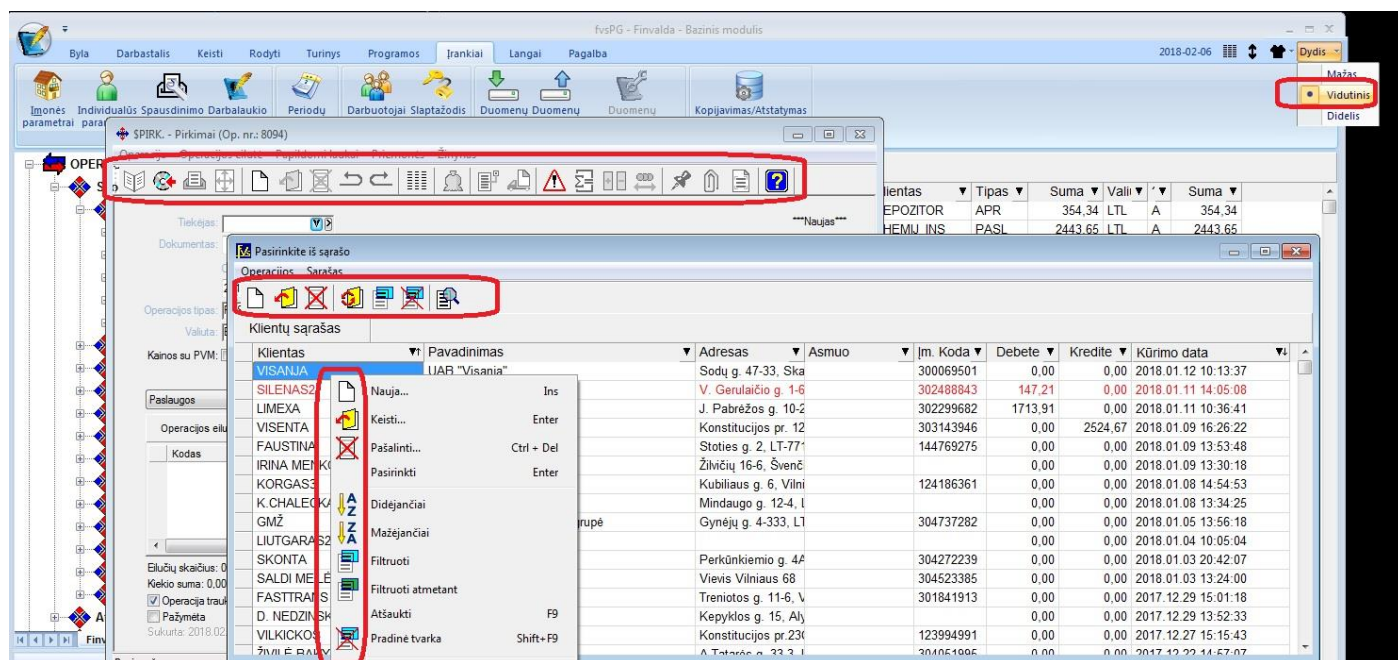 fvsPG - Finvalda - Bazinis modulis
Byla Darbastalis Keisti Rodyti Turinys Programos Įrankiai Langai Pagalba 2018-02-06 Dydis
Mažas
Vidutinis
Didelis
Įmonės Individualūs Spausdinimo Darbalaukio Periodų Darbuotojai Slaptažodis Duomenų Duomenų Duomenų Kopijavimas/Atstatymas
parametrai
$PIRK. - Pirkimai (Op. nr.: 8094)
Tiekėjas: ***Naujas***
Dokumentas:
Operacijos tipas:
Valiuta:
Kainos su PVM:
Paslaugos
Kodas
Eilučių skaičius: 0
Kiekio suma: 0,00
Pažymėta
Tipas Suma Suma
APR 354,34 LTL A 354,34
PASL 2443,65 LTL A 2443,65
Pasirinkite iš sąrašo
Operacijos Sąrašas
Klientų sąrašas
Klientas Pavadinimas Adresas Asmuo Įm. Koda Debete Kredite Kūrimo data
VISANJA UAB "Visanja" Sodų g. 47-33, Ska 300069501 0,00 0,00 2018.01.12 10:13:37
SILENAS2 V. Gerulaičio g. 1-6 302488843 147,21 0,00 2018.01.11 14:05:08
LIMEXA J. Pabrėžos g. 10-2 302299682 1713,91 0,00 2018.01.11 10:36:41
VISENTA Konstitucijos pr. 12 303143946 0,00 2524,67 2018.01.09 16:26:22
FAUSTINA Stoties g. 2, LT-771 144769275 0,00 0,00 2018.01.09 13:53:48
IRINA Žilvičių 16-6, Švenč 0,00 0,00 2018.01.09 13:30:18
KORGAS3 Kubiliaus g. 6, Vilni 124186361 0,00 0,00 2018.01.08 14:54:53
Mindaugo g. 12-4, 0,00 0,00 2018.01.08 13:34:25
GMŽ Gynėjų g. 4-333, LT 304737282 0,00 0,00 2018.01.05 13:56:18
LIUTGARAS2 0,00 0,00 2018.01.04 10:05:04
SKONTA Perkūnkiemio g. 4A 304272239 0,00 0,00 2018.01.03 20:42:07
SALDI Vievis Vilniaus 68 304523385 0,00 0,00 2018.01.03 13:24:00
FASTTRANS Treniotos g. 11-6, V 301841913 0,00 0,00 2017.12.29 15:01:18
D. NEDZINSK Kepyklos g. 15, Aly 0,00 0,00 2017.12.29 13:52:33
VILKICKOS Konstitucijos pr.23( 123994991 0,00 0,00 2017.12.27 15:15:43
Nauja... Ins
Keisti... Enter
Pašalinti... Ctrl + Del
Pasirinkti Enter
Didėjančiai
Mažėjančiai
Filtruoti
Filtruoti atmetant
Atšaukti F9
Pradinė tvarka Shift+F9